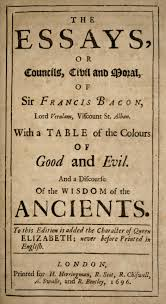 THE
ESSAYS,
OR
Councils, Civil and Moral,
OF
Sir FRANCIS BACON,
Lord Verulam, Viscount St. Alban.
With a TABLE of the Colours
OF
Good and Evil.
And a Discourse
Of the WISDOM of the
ANCIENTS.
To this Edition is added the Character of Queen
ELIZABETH; never before Printed in
English.
LONDON,
Printed for H. Herringman, R. Scot, R. Chiswell,
A. Swalle, and R. Bentley, 1696.